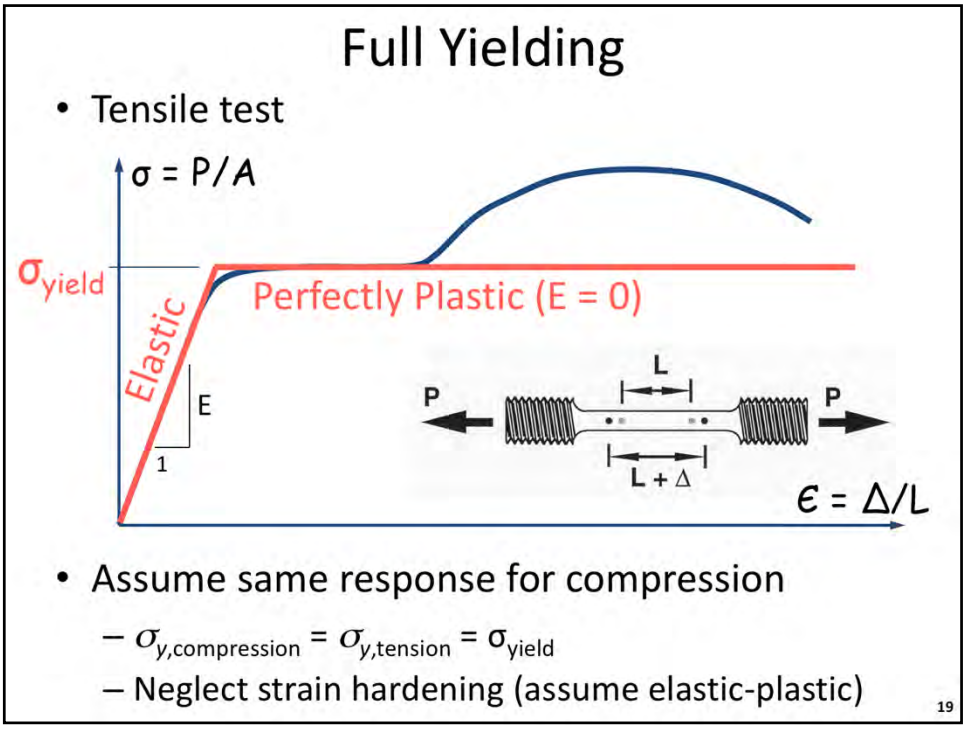 Full Yielding
• Tensile test
σ = P/A
σyield
Perfectly Plastic (E = 0)
Elastic
E
1
L
P
P
L + Δ
ϵ = Δ/L
• Assume same response for compression
– σy,compression = σy,tension = σyield
– Neglect strain hardening (assume elastic-plastic)
19